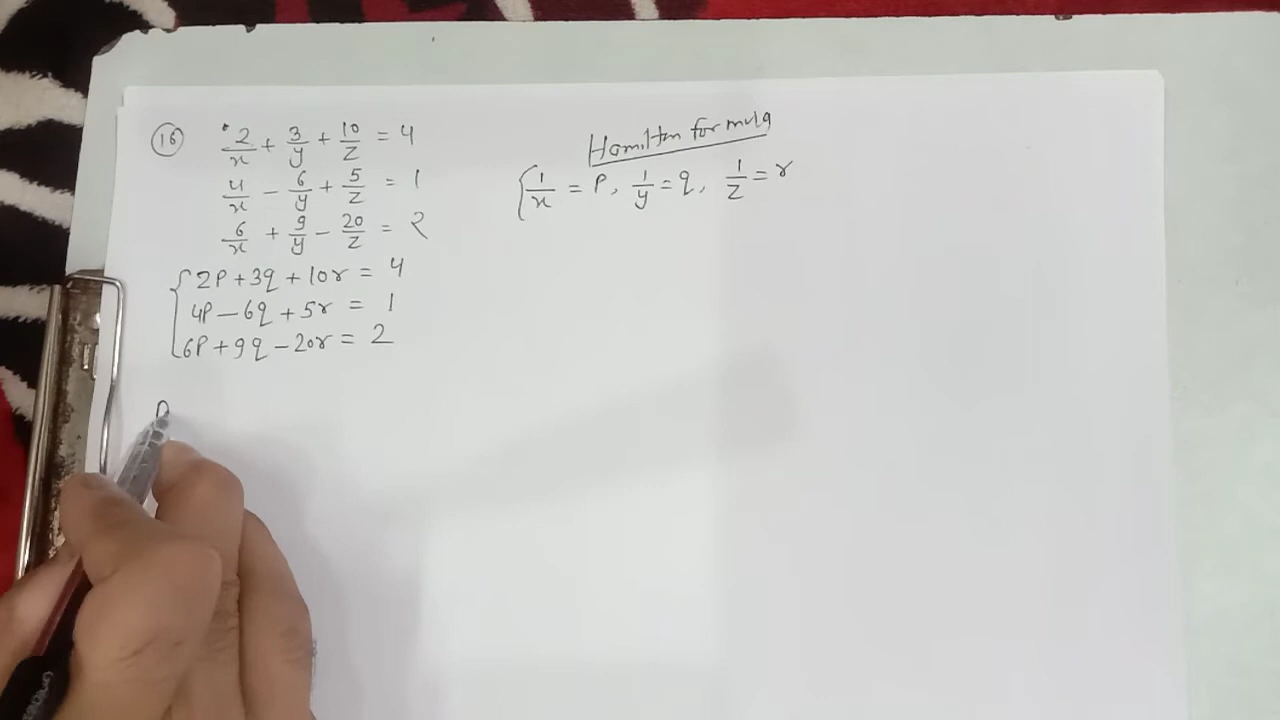 16 2/x + 3/y + 10/z = 4
4/x - 6/y + 5/z = 1
6/x + 9/y - 20/z = 2
2p + 3q + 10r = 4
4p - 6q + 5r = 1
6p + 9q - 20r = 2
Hamilton formula
{ 1/x = p, 1/y = q, 1/z = r